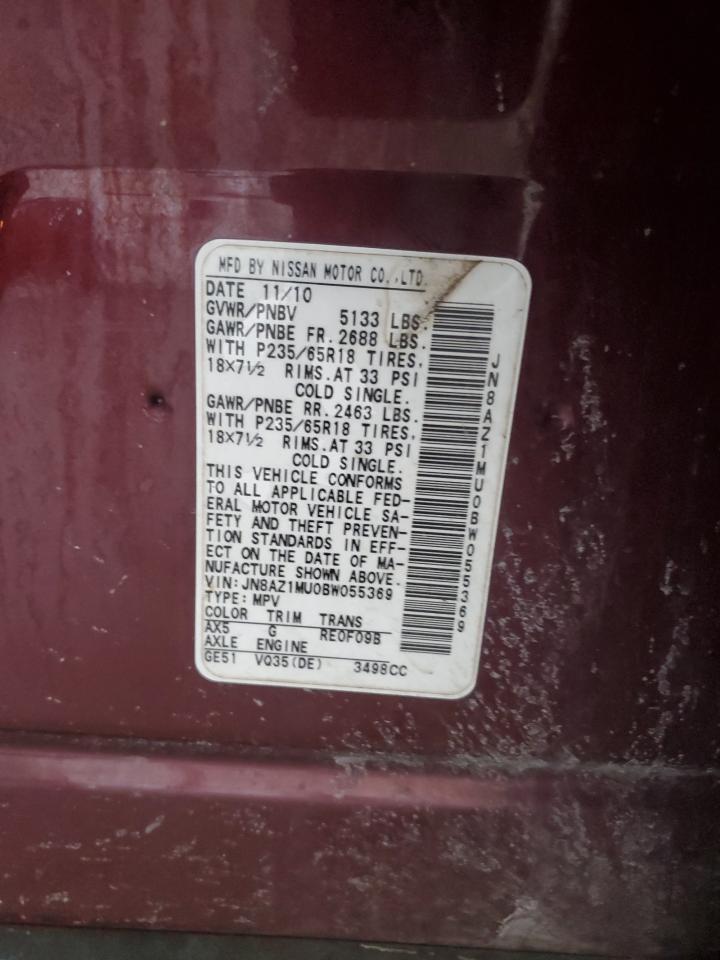 MFD BY NISSAN MOTOR CO.,LTD.
DATE 11/10
GVWR/PNBV 5133 LBS.
GAWR/PNBE FR. 2688 LBS.
WITH P235/65R18 TIRES,
18×7½ RIMS.AT 33 PSI
COLD SINGLE.
GAWR/PNBE RR. 2463 LBS.
WITH P235/65R18 TIRES,
18×7½ RIMS.AT 33 PSI
COLD SINGLE.
THIS VEHICLE CONFORMS
TO ALL APPLICABLE FED-
ERAL MOTOR VEHICLE SA-
FETY AND THEFT PREVEN-
TION STANDARDS IN EFF-
ECT ON THE DATE OF MA-
NUFACTURE SHOWN ABOVE.
VIN:JN8AZ1MU0BW055369
TYPE:MPV
COLOR TRIM TRANS
AX5 G RE0F09B
AXLE ENGINE
GE51 VQ35(DE) 3498CC
JN8AZ1MU0BW055369